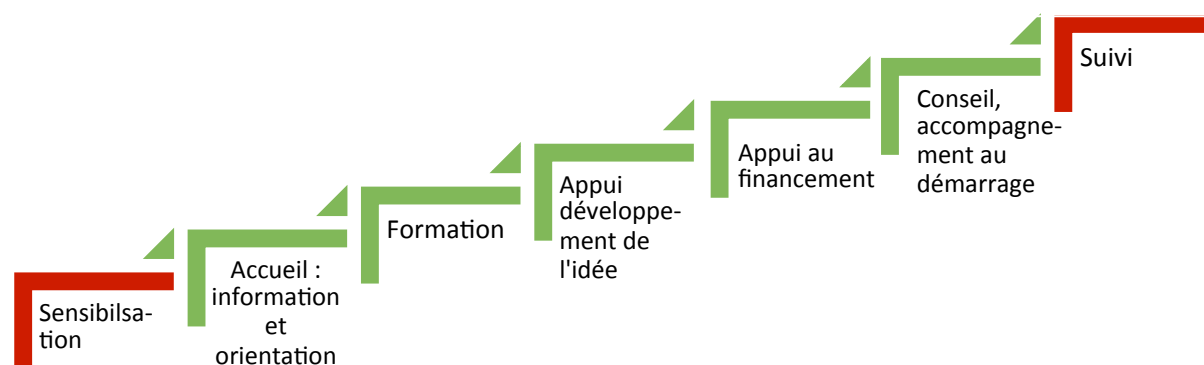 Sensibilsa-
tion
Accueil :
information
et
orientation
Formation
Appui
développe-
ment de
l'idée
Appui au
financement
Conseil,
accompagne-
ment au
démarrage
Suivi